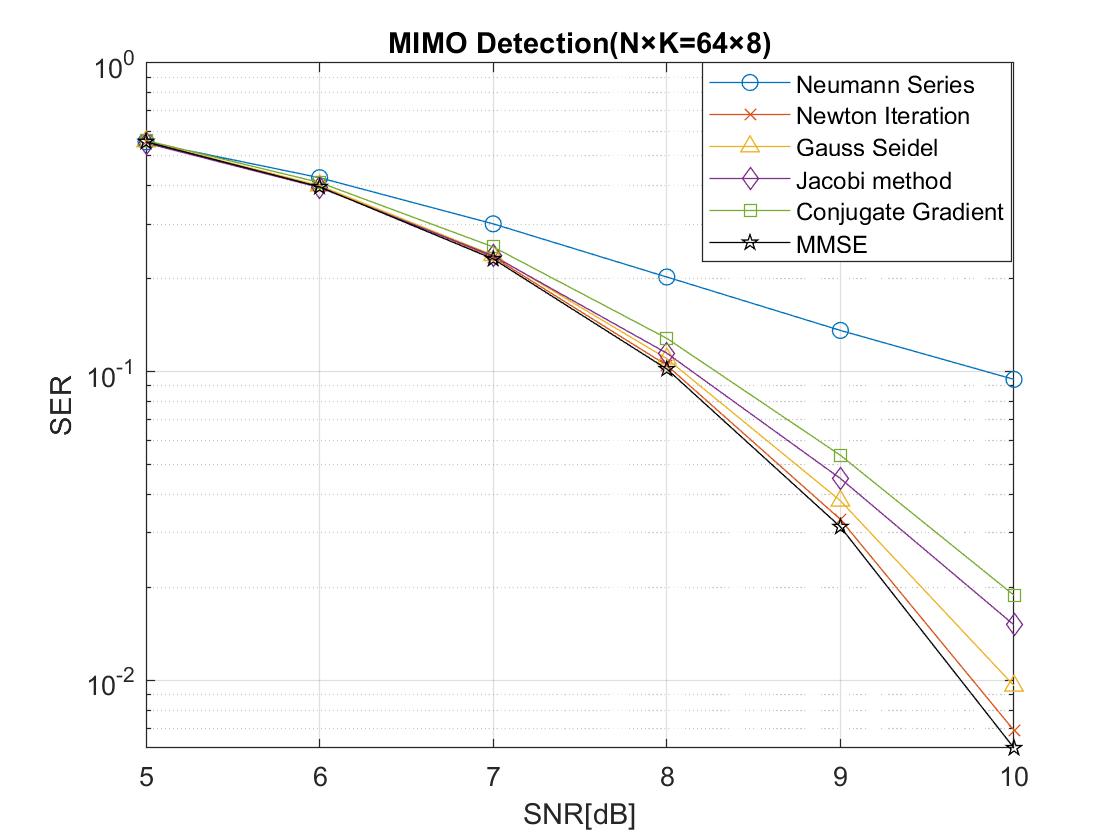 MIMO Detection(N×K=64×8)
10^0
10^-1
10^-2
SER
Neumann Series
Newton Iteration
Gauss Seidel
Jacobi method
Conjugate Gradient
MMSE
5 6 7 8 9 10
SNR[dB]